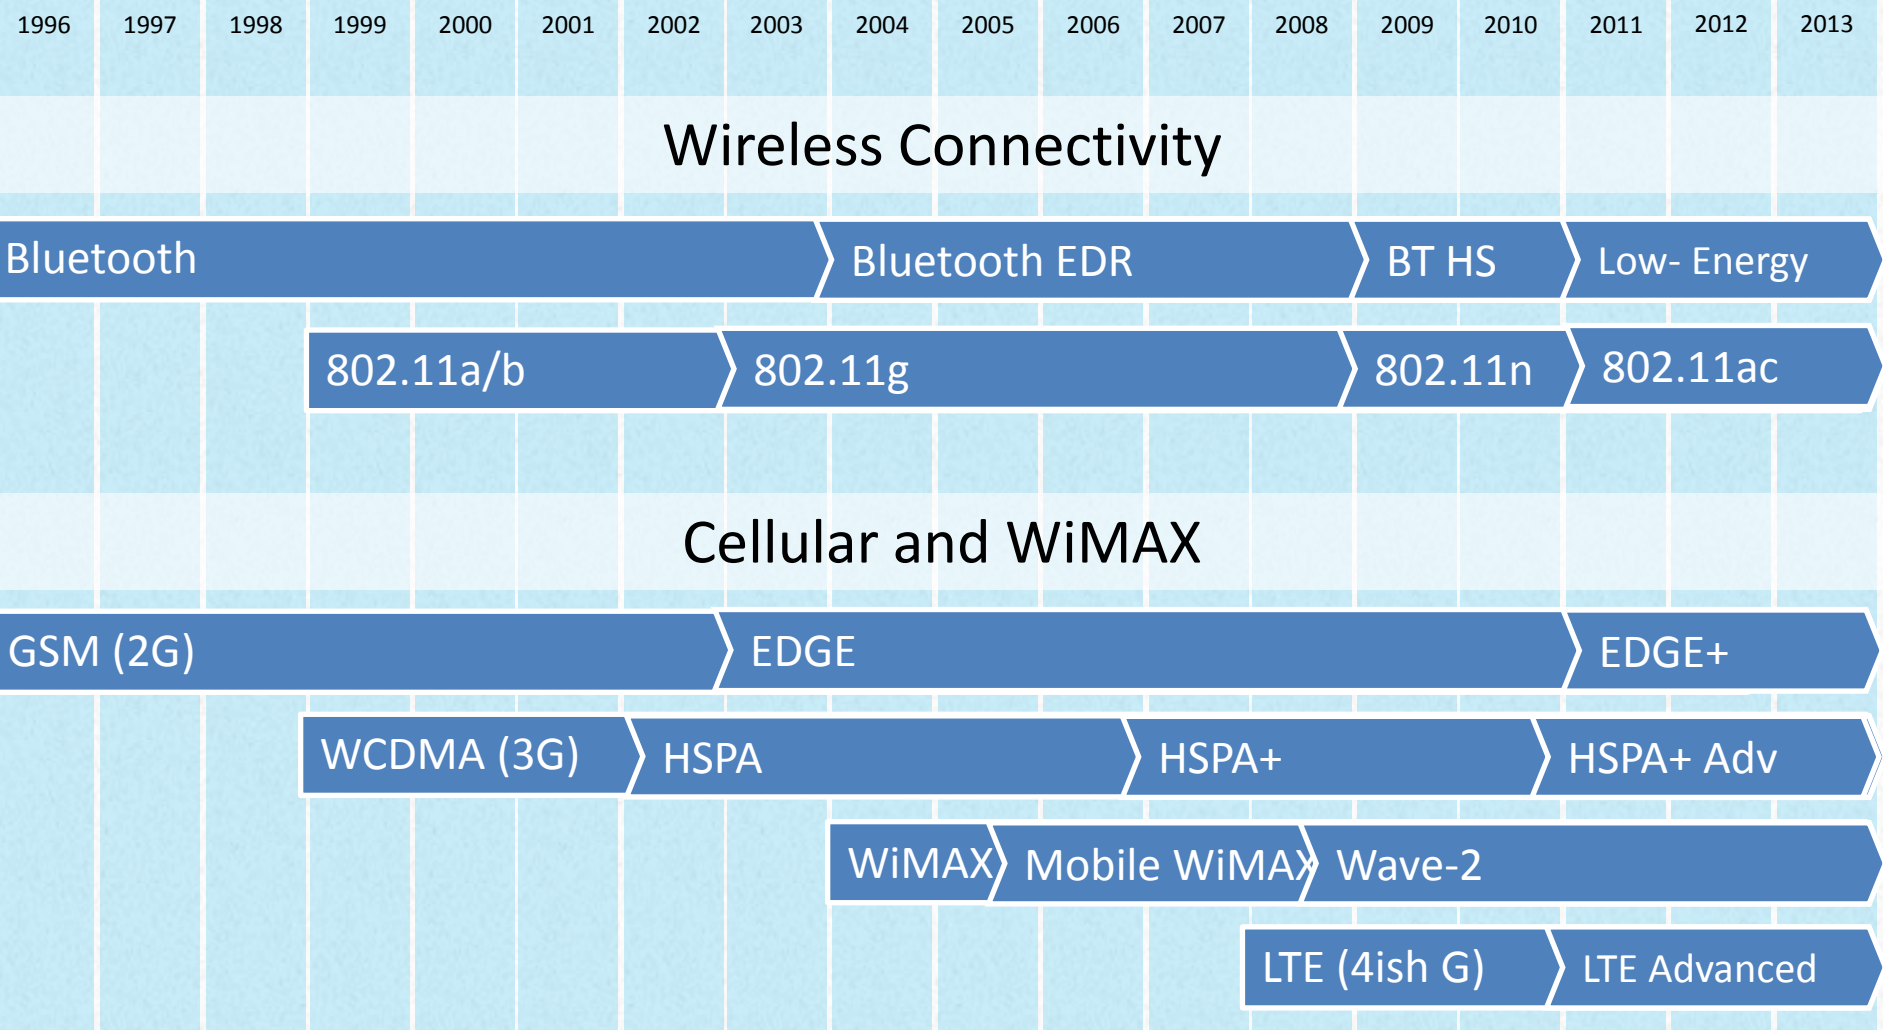 1996 1997 1998 1999 2000 2001 2002 2003 2004 2005 2006 2007 2008 2009 2010 2011 2012 2013
Wireless Connectivity
Bluetooth Bluetooth EDR BT HS Low- Energy
802.11a/b 802.11g 802.11n 802.11ac
Cellular and WiMAX
GSM (2G) EDGE EDGE+
WCDMA (3G) HSPA HSPA+ HSPA+ Adv
WiMAX Mobile WiMAX Wave-2
LTE (4ish G) LTE Advanced